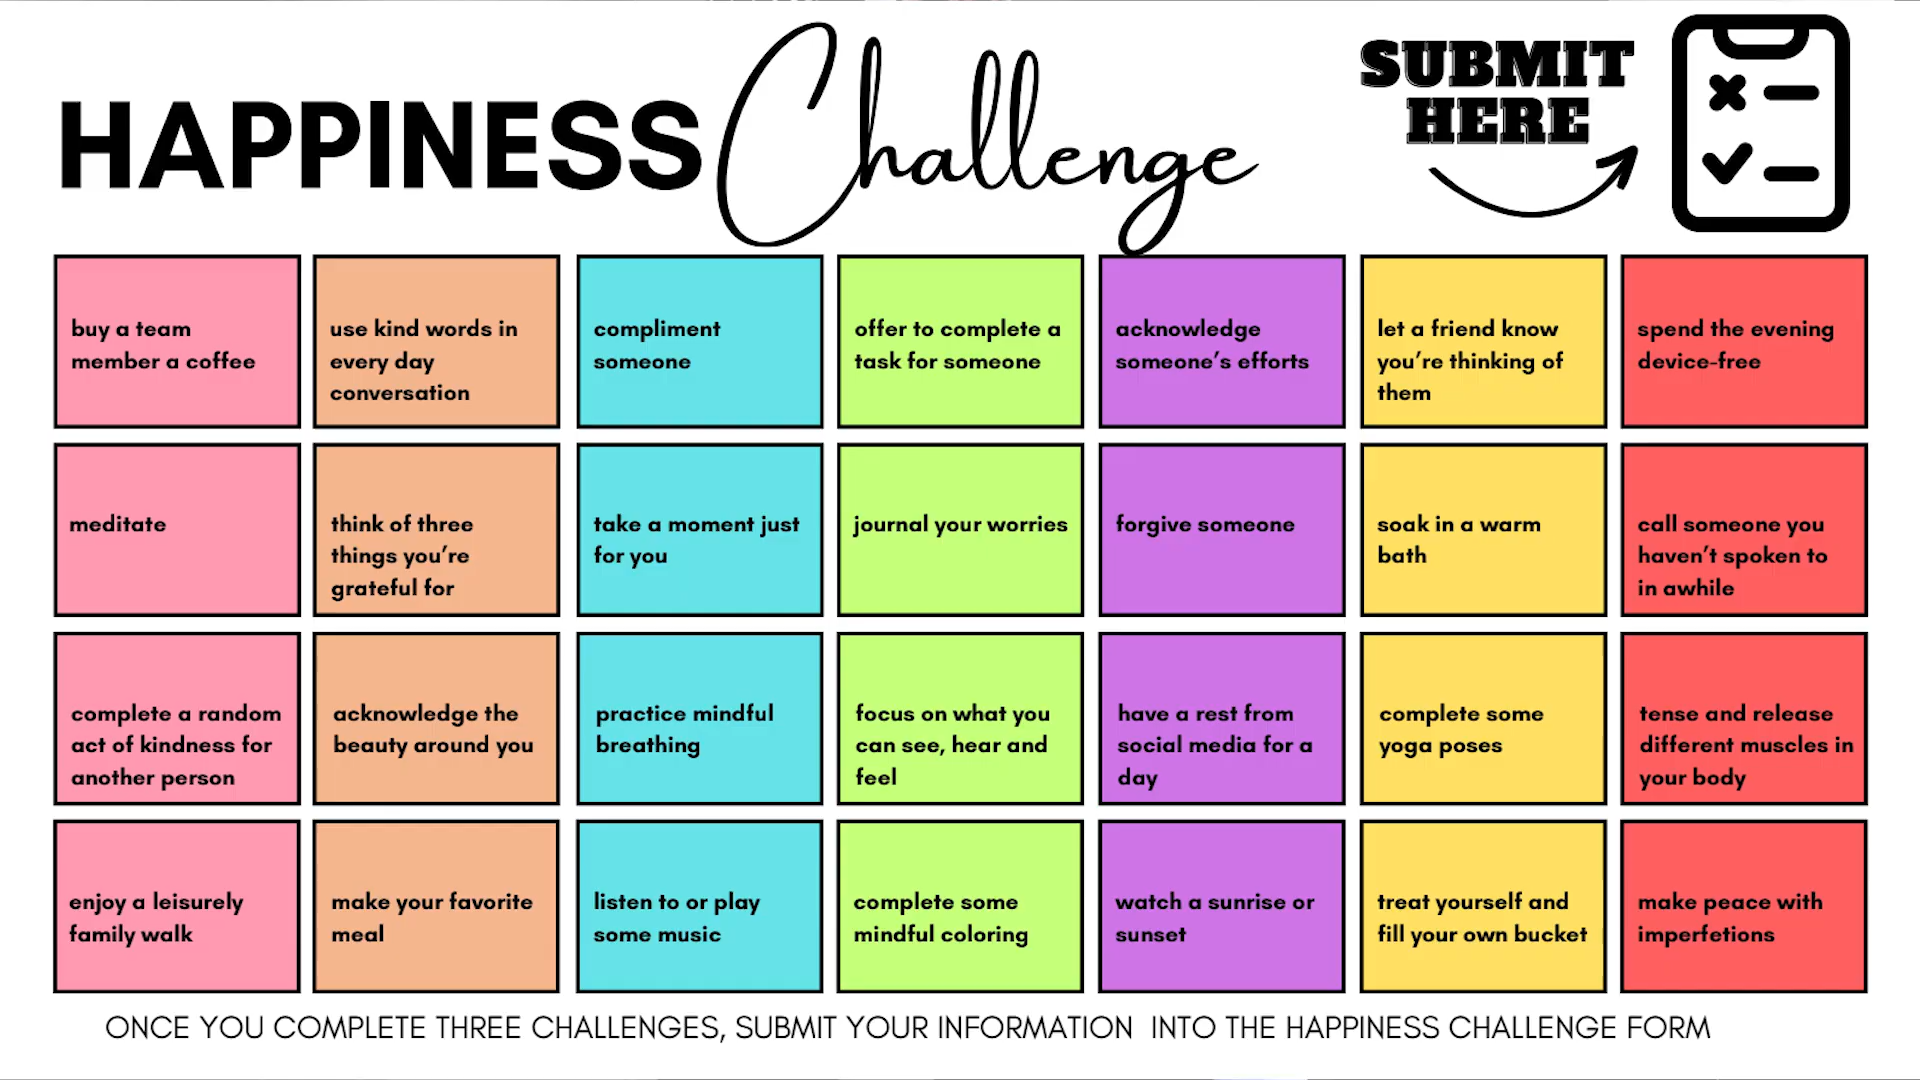 HAPPINESS Challenge
SUBMIT
HERE
buy a team
member a coffee
use kind words in
every day
conversation
compliment
someone
offer to complete a
task for someone
acknowledge
someone's efforts
let a friend know
you're thinking of
them
spend the evening
device-free
meditate
think of three
things you're
grateful for
take a moment just
for you
journal your worries
forgive someone
soak in a warm
bath
call someone you
haven't spoken to
in awhile
complete a random
act of kindness for
another person
acknowledge the
beauty around you
practice mindful
breathing
focus on what you
can see, hear and
feel
have a rest from
social media for a
day
complete some
yoga poses
tense and release
different muscles in
your body
enjoy a leisurely
family walk
make your favorite
meal
listen to or play
some music
complete some
mindful coloring
watch a sunrise or
sunset
treat yourself and
fill your own bucket
make peace with
imperfetions
ONCE YOU COMPLETE THREE CHALLENGES, SUBMIT YOUR INFORMATION INTO THE HAPPINESS CHALLENGE FORM